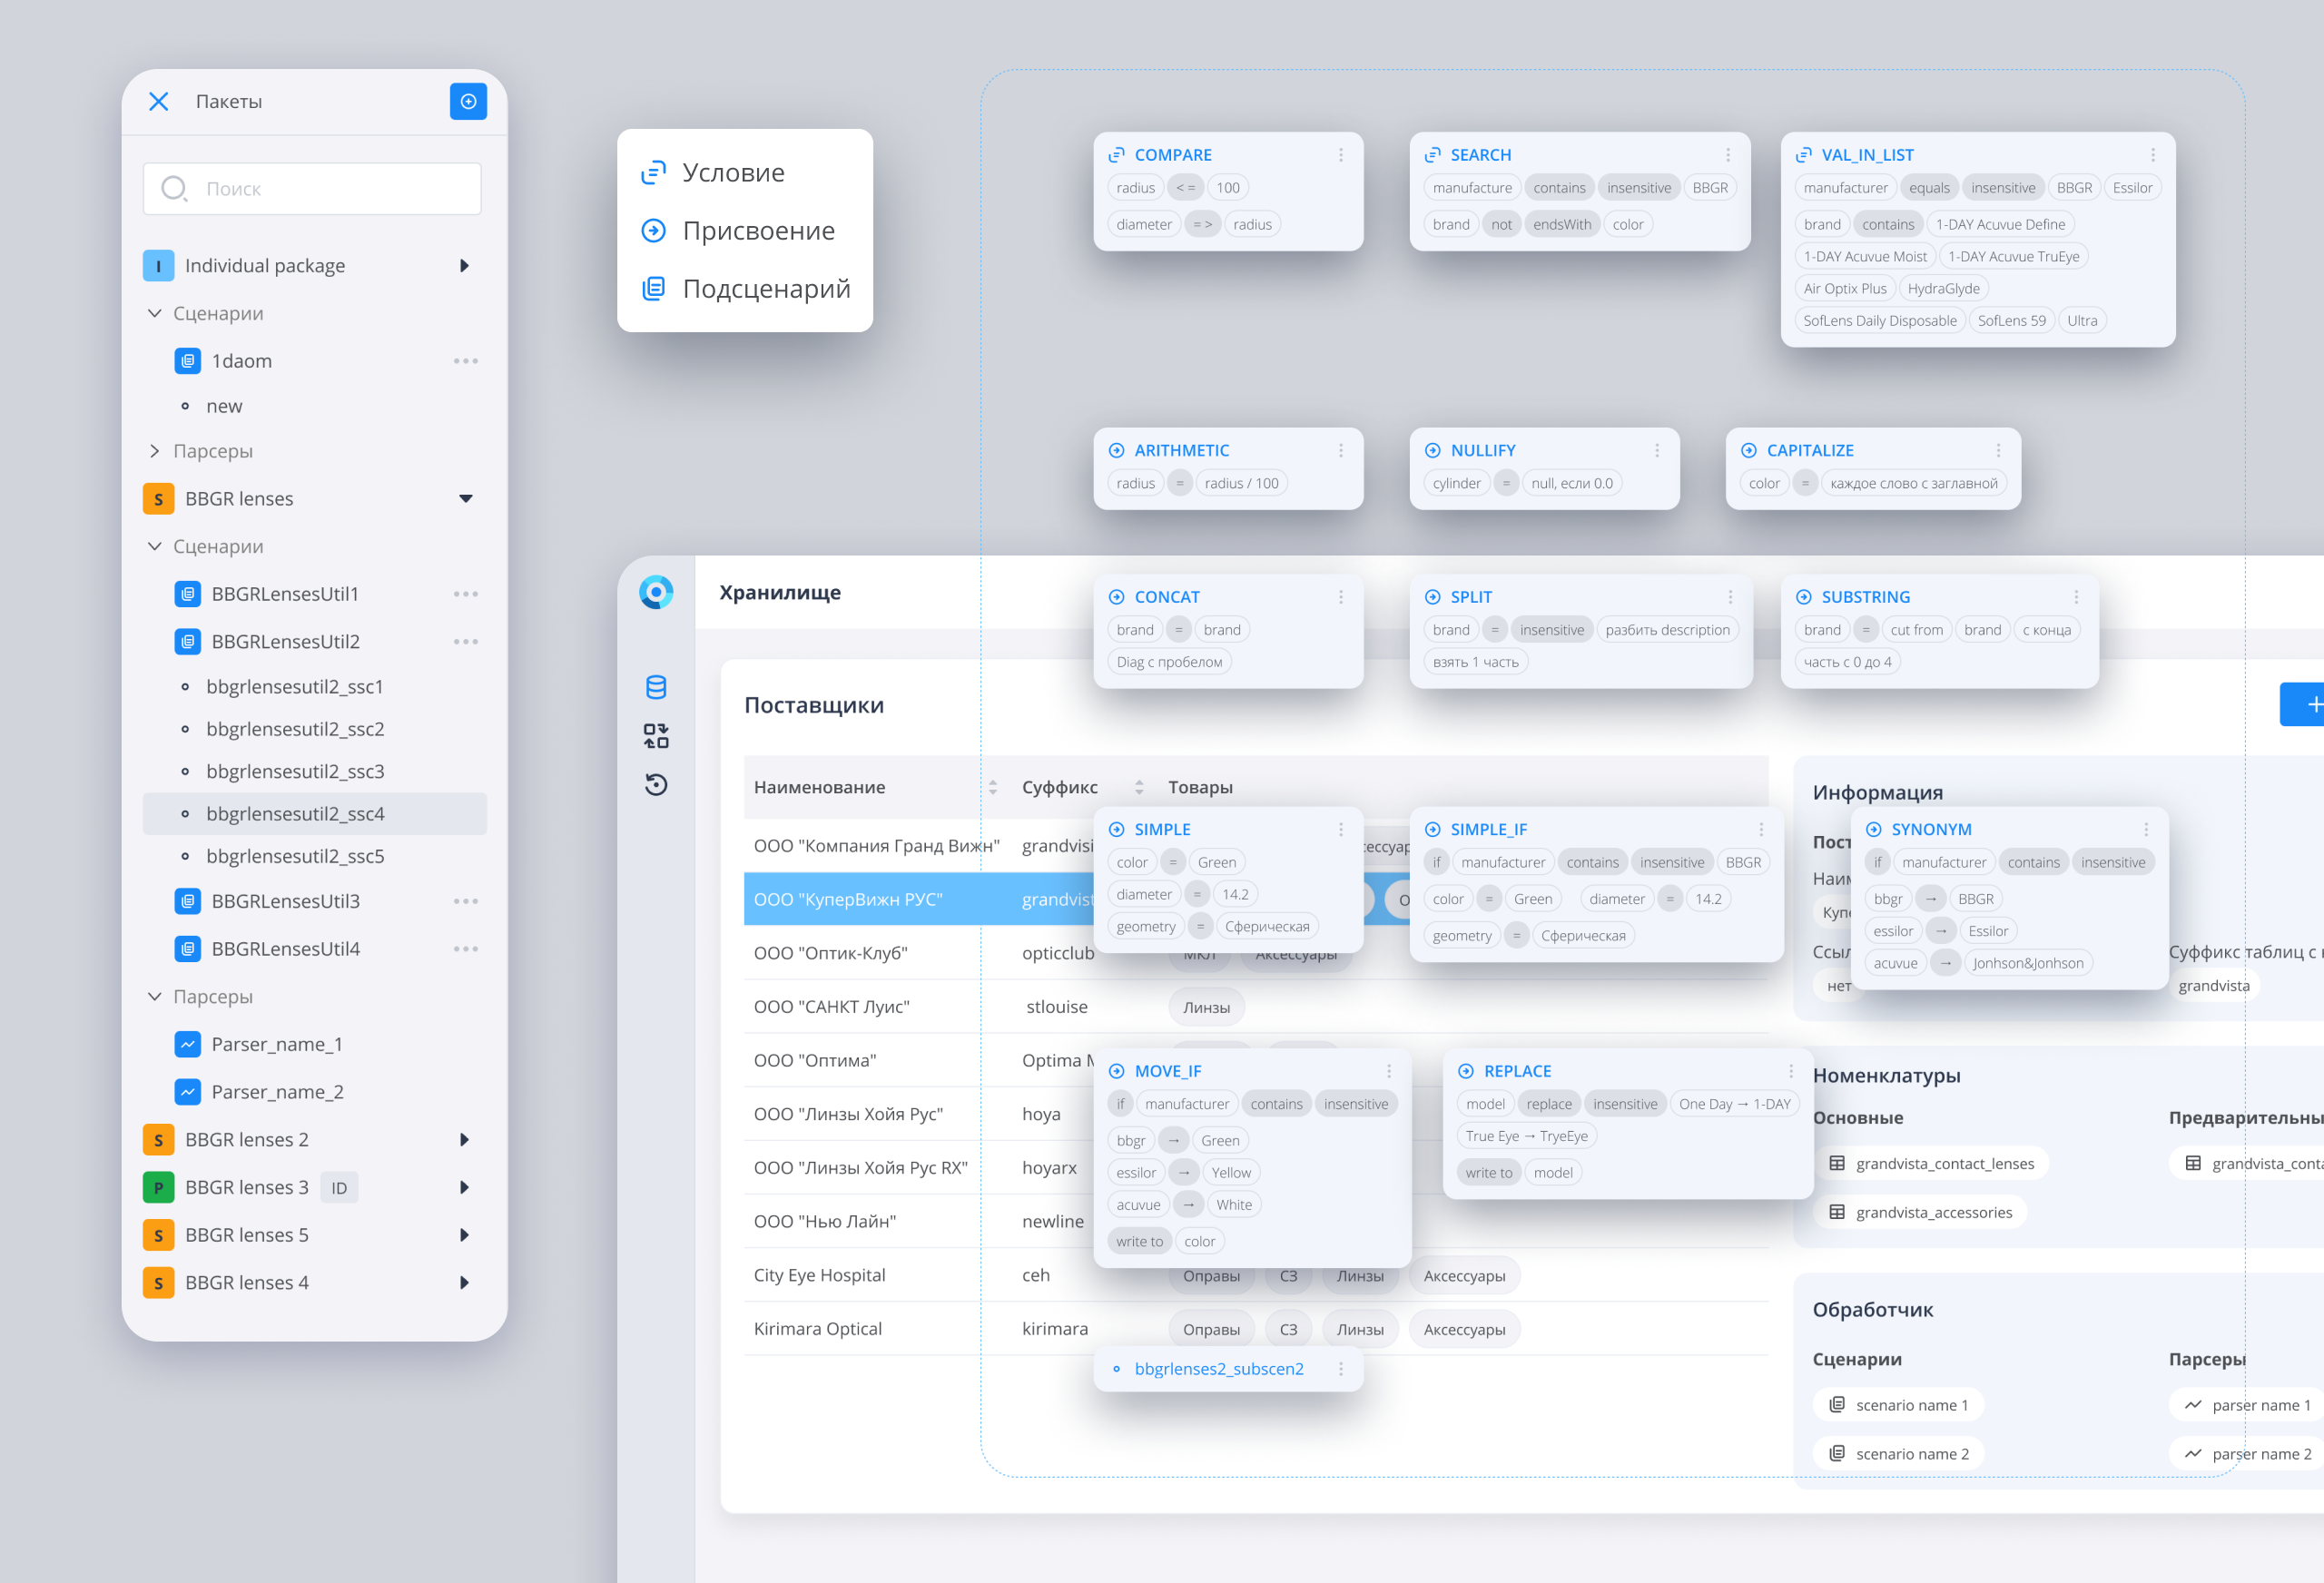 Пакеты
Поиск
I Individual package
Сценарии
1daom
new
Парсеры
S BBGR lenses
Сценарии
BBGRLensesUtil1
BBGRLensesUtil2
bbgrlensesutil2_ssc1
bbgrlensesutil2_ssc2
bbgrlensesutil2_ssc3
bbgrlensesutil2_ssc4
bbgrlensesutil2_ssc5
BBGRLensesUtil3
BBGRLensesUtil4
Парсеры
Parser_name_1
Parser_name_2
S BBGR lenses 2
P BBGR lenses 3 ID
S BBGR lenses 5
S BBGR lenses 4
Условие
Присвоение
Подсценарий
COMPARE
radius < = 100
diameter = > radius
SEARCH
manufacture contains insensitive BBGR
brand not endsWith color
VAL_IN_LIST
manufacturer equals insensitive BBGR Essilor
brand contains 1-DAY Acuvue Define
1-DAY Acuvue Moist 1-DAY Acuvue TruEye
Air Optix Plus HydraGlyde
SofLens Daily Disposable SofLens 59 Ultra
ARITHMETIC
radius = radius / 100
NULLIFY
cylinder = null, если 0.0
CAPITALIZE
color = каждое слово с заглавной
CONCAT
brand = brand
Diag с пробелом
SPLIT
brand = insensitive разбить description
взять 1 часть
SUBSTRING
brand = cut from brand с конца
часть с 0 до 4
SIMPLE
color = Green
diameter = 14.2
geometry = Сферическая
SIMPLE_IF
if manufacturer contains insensitive BBGR
color = Green diameter = 14.2
geometry = Сферическая
SYNONYM
if manufacturer contains insensitive
bbgr → BBGR
essilor → Essilor
acuvue → Jonhson&Jonhson
MOVE_IF
if manufacturer contains insensitive
bbgr → Green
essilor → Yellow
acuvue → White
write to color
REPLACE
model replace insensitive One Day → 1-DAY
True Eye → TryeEye
write to model
bbgrlenses2_subscen2
Хранилище
Поставщики
Наименование Суффикс Товары
ООО "Компания Гранд Вижн" grandvisi
ООО "КуперВижн РУС" grandvist
ООО "Оптик-Клуб" opticclub МКЛ Аксессуары
ООО "САНКТ Луис" stlouise Линзы
ООО "Оптима" Optima
ООО "Линзы Хойя Рус" hoya
ООО "Линзы Хойя Рус RX" hoyarx
ООО "Нью Лайн" newline
City Eye Hospital ceh Оправы СЗ Линзы Аксессуары
Kirimara Optical kirimara Оправы СЗ Линзы Аксессуары
Информация
Пост
Наим
Купе
Ссыл Суффикс таблиц с
нет grandvista
Номенклатуры
Основные Предварительны
grandvista_contact_lenses grandvista_conta
grandvista_accessories
Обработчик
Сценарии Парсеры
scenario name 1 parser name 1
scenario name 2 parser name 2